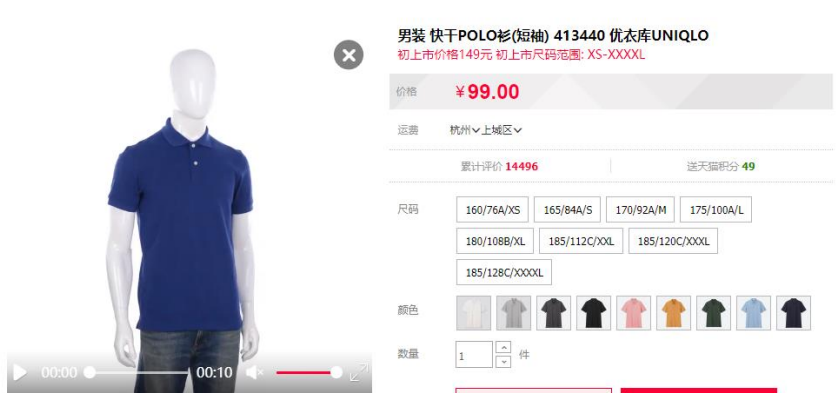 男装 快干POLO衫(短袖) 413440 优衣库UNIQLO
初上市价格149元 初上市尺码范围: XS-XXXXL
价格 ¥99.00
运费 杭州 上城区
累计评价 14496 送天猫积分 49
尺码 160/76A/XS 165/84A/S 170/92A/M 175/100A/L
180/108B/XL 185/112C/XXL 185/120C/XXXL
185/128C/XXXXL
颜色
数量 1 件
00:00 00:10